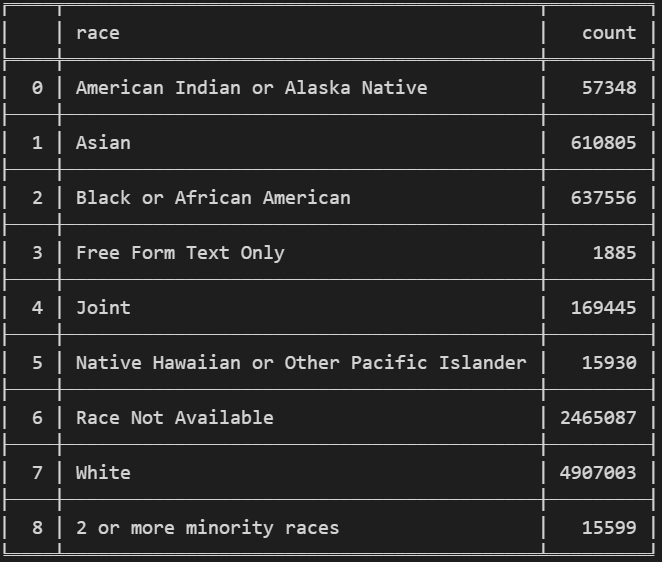 race count
0 American Indian or Alaska Native 57348
1 Asian 610805
2 Black or African American 637556
3 Free Form Text Only 1885
4 Joint 169445
5 Native Hawaiian or Other Pacific Islander 15930
6 Race Not Available 2465087
7 White 4907003
8 2 or more minority races 15599